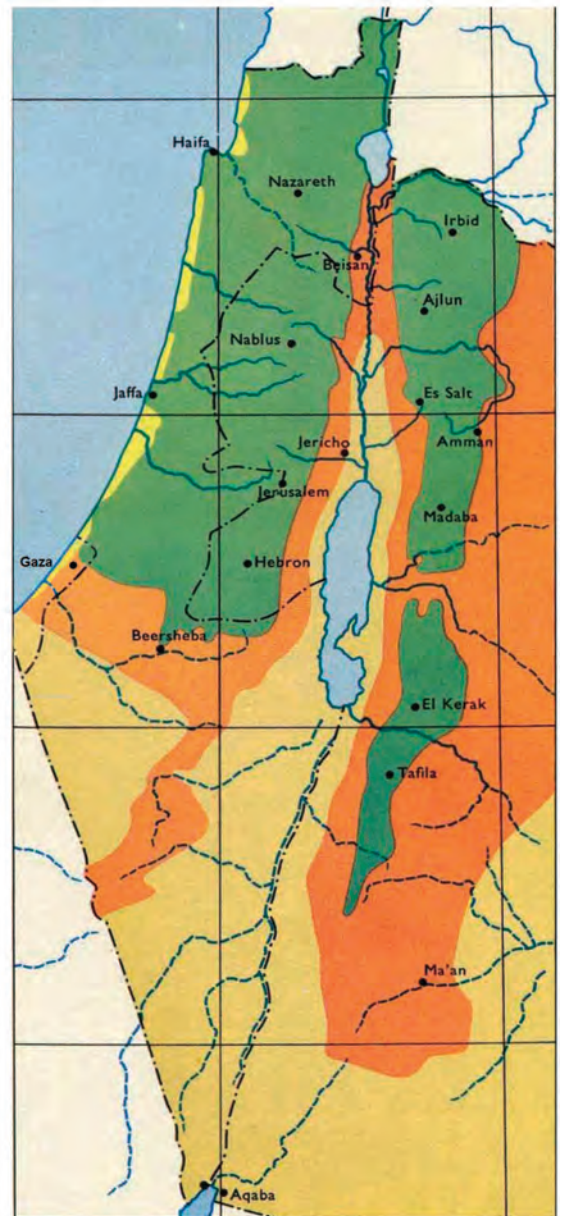 Haifa
Nazareth
Irbid
Beisan
Ajlun
Nablus
Jaffa
Es Salt
Jericho
Amman
Jerusalem
Madaba
Gaza
Hebron
Beersheba
El Kerak
Tafila
Ma'an
Aqaba